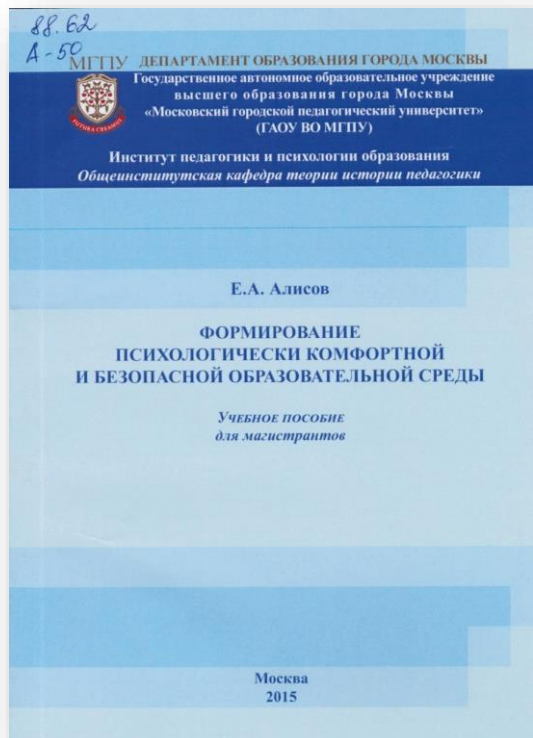 88.62
А-50
МГПУ ДЕПАРТАМЕНТ ОБРАЗОВАНИЯ ГОРОДА МОСКВЫ
Государственное автономное образовательное учреждение
высшего образования города Москвы
«Московский городской педагогический университет»
(ГАОУ ВО МГПУ)
Институт педагогики и психологии образования
Общеинститутская кафедра теории истории педагогики
Е.А. Алисов
ФОРМИРОВАНИЕ
ПСИХОЛОГИЧЕСКИ КОМФОРТНОЙ
И БЕЗОПАСНОЙ ОБРАЗОВАТЕЛЬНОЙ СРЕДЫ
УЧЕБНОЕ ПОСОБИЕ
для магистрантов
Москва
2015